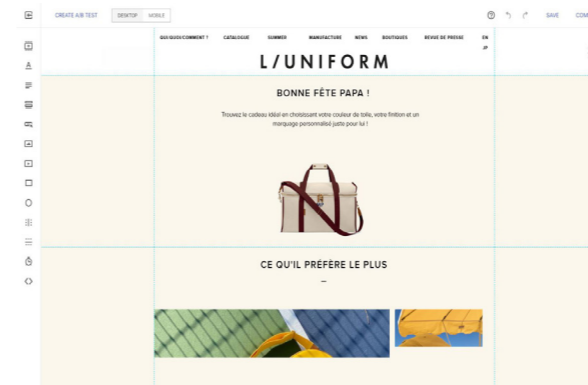 CREATE A/B TEST
DESKTOP
MOBILE
SAVE
COM
QUI QUOI COMMENT ?
CATALOGUE
SUMMER
MANUFACTURE
NEWS
BOUTIQUES
REVUE DE PRESSE
EN
JP
L/UNIFORM
BONNE FÊTE PAPA !
Trouvez le cadeau idéal en choisissant votre couleur de toile, votre finition et un
marquage personnalisé juste pour lui !
CE QU'IL PRÉFÈRE LE PLUS